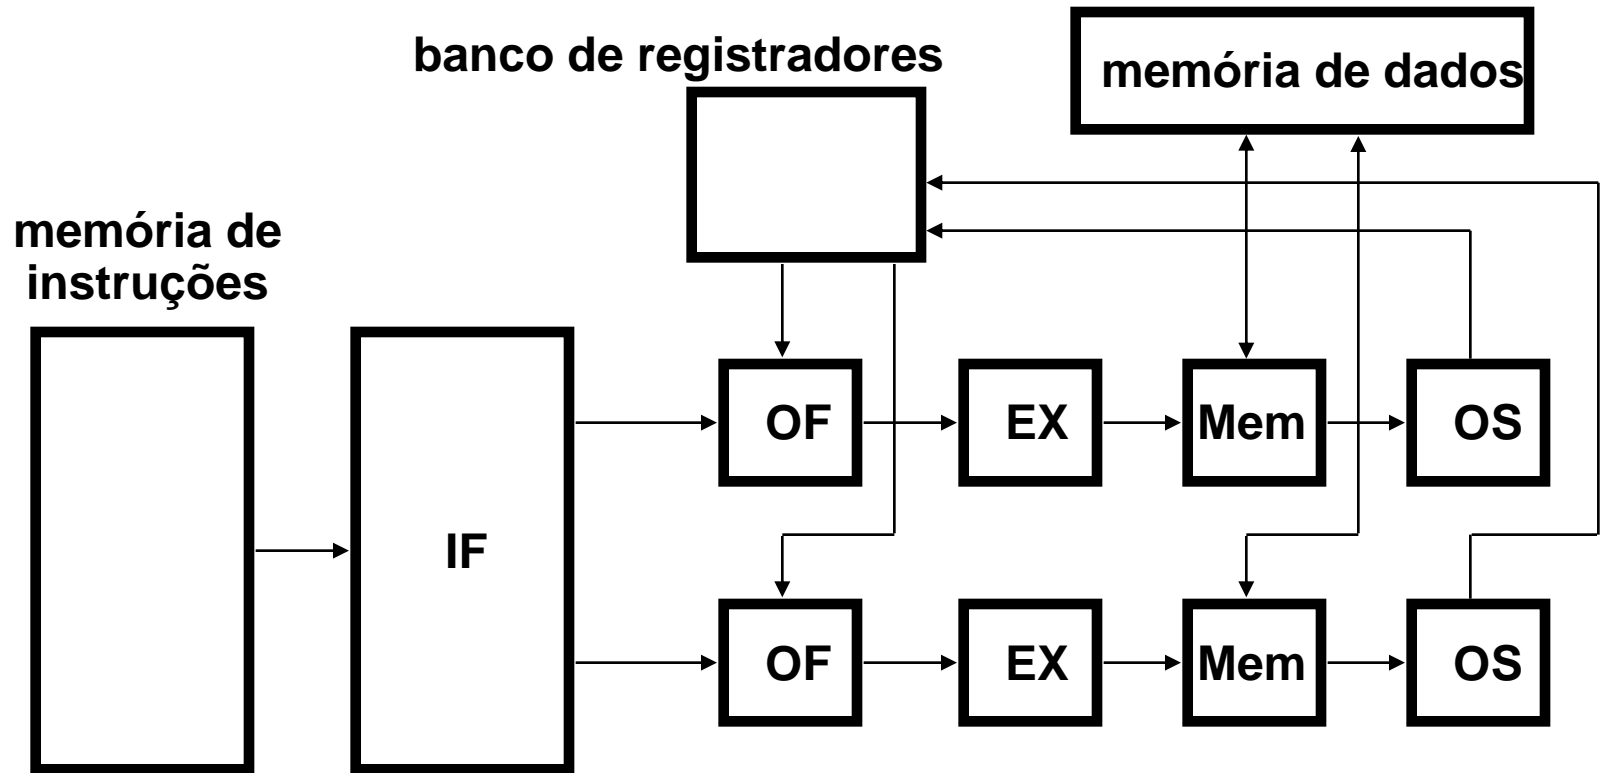 banco de registradores
memória de dados
memória de
instruções
IF
OF
EX
Mem
OS
OF
EX
Mem
OS